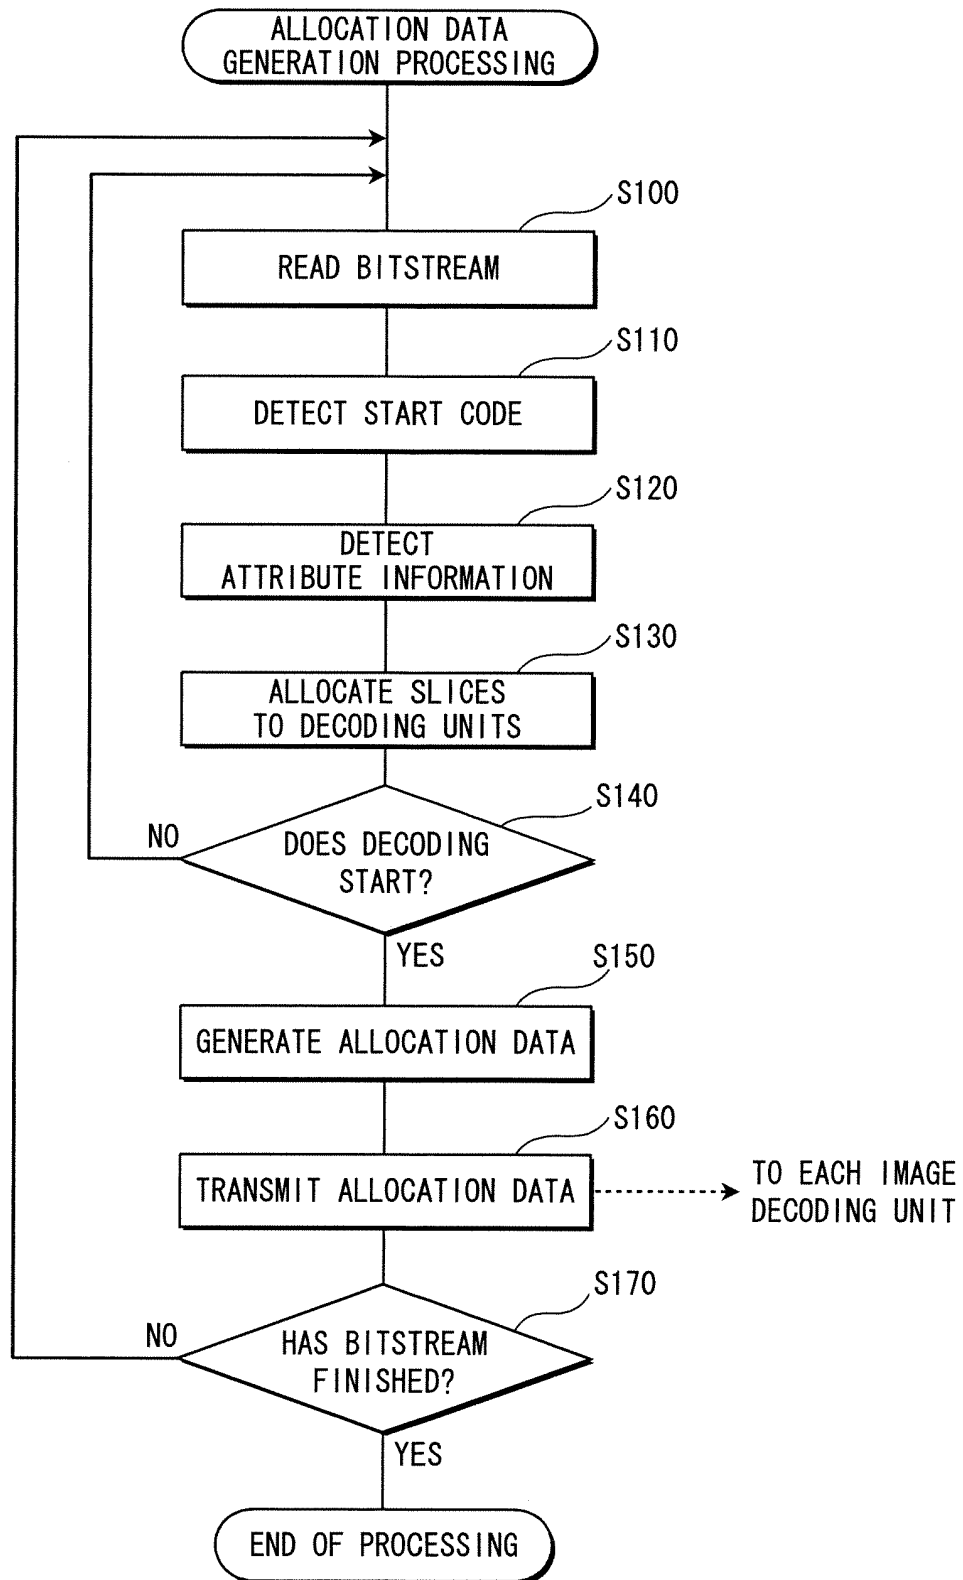 ALLOCATION DATA
GENERATION PROCESSING
S100
READ BITSTREAM
S110
DETECT START CODE
S120
DETECT
ATTRIBUTE INFORMATION
S130
ALLOCATE SLICES
TO DECODING UNITS
S140
NO
DOES DECODING
START?
YES
S150
GENERATE ALLOCATION DATA
S160
TRANSMIT ALLOCATION DATA
TO EACH IMAGE
DECODING UNIT
S170
NO
HAS BITSTREAM
FINISHED?
YES
END OF PROCESSING